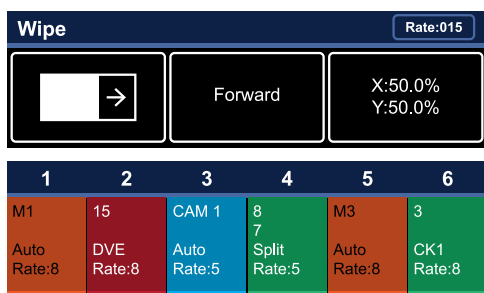 Wipe
Rate:015
Forward
X:50.0%
Y:50.0%
1 2 3 4 5 6
M1
Auto
Rate:8
15
DVE
Rate:8
CAM 1
Auto
Rate:5
8
7
Split
Rate:5
M3
Auto
Rate:8
3
CK1
Rate:8